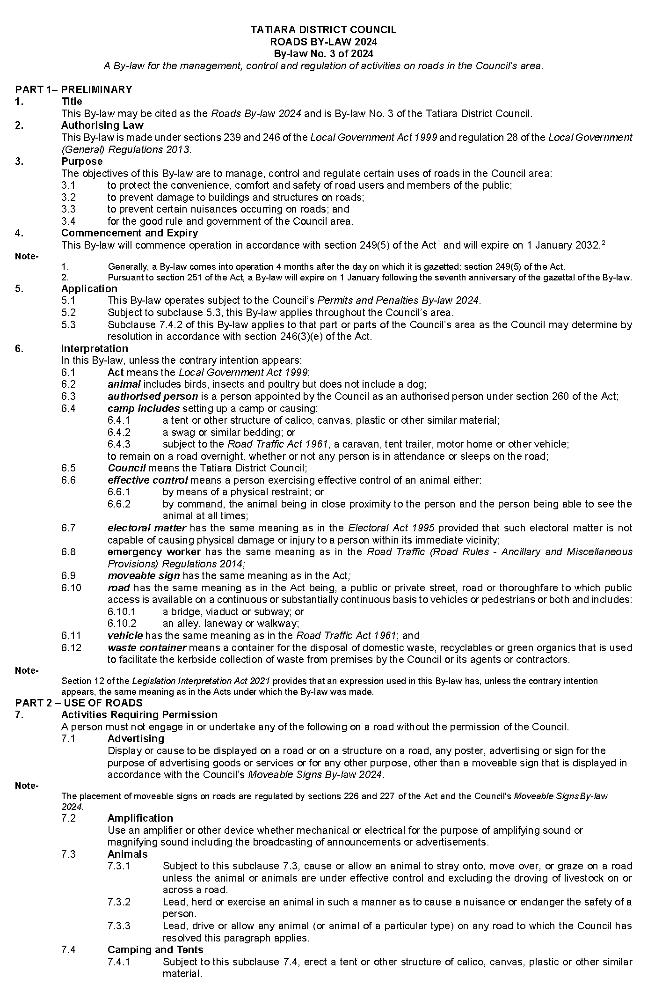 TATIARA DISTRICT COUNCIL
ROADS BY-LAW 2024
By-law No. 3 of 2024
A By-law for the management, control and regulation of activities on roads in the Council’s area.
PART 1– PRELIMINARY
1. Title
This By-law may be cited as the Roads By-law 2024 and is By-law No. 3 of the Tatiara District Council.
2. Authorising Law
This By-law is made under sections 239 and 246 of the Local Government Act 1999 and regulation 28 of the Local Government
(General) Regulations 2013.
3. Purpose
The objectives of this By-law are to manage, control and regulate certain uses of roads in the Council area:
3.1 to protect the convenience, comfort and safety of road users and members of the public;
3.2 to prevent damage to buildings and structures on roads;
3.3 to prevent certain nuisances occurring on roads; and
3.4 for the good rule and government of the Council area.
4. Commencement and Expiry
This By-law will commence operation in accordance with section 249(5) of the Act1 and will expire on 1 January 2032.2
Note-
1. Generally, a By-law comes into operation 4 months after the day on which it is gazetted: section 249(5) of the Act.
2. Pursuant to section 251 of the Act, a By-law will expire on 1 January following the seventh anniversary of the gazettal of the By-law.
5. Application
5.1 This By-law operates subject to the Council’s Permits and Penalties By-law 2024.
5.2 Subject to subclause 5.3, this By-law applies throughout the Council’s area.
5.3 Subclause 7.4.2 of this By-law applies to that part or parts of the Council’s area as the Council may determine by
resolution in accordance with section 246(3)(e) of the Act.
6. Interpretation
In this By-law, unless the contrary intention appears:
6.1 Act means the Local Government Act 1999;
6.2 animal includes birds, insects and poultry but does not include a dog;
6.3 authorised person is a person appointed by the Council as an authorised person under section 260 of the Act;
6.4 camp includes setting up a camp or causing:
6.4.1 a tent or other structure of calico, canvas, plastic or other similar material;
6.4.2 a swag or similar bedding; or
6.4.3 subject to the Road Traffic Act 1961, a caravan, tent trailer, motor home or other vehicle;
to remain on a road overnight, whether or not any person is in attendance or sleeps on the road;
6.5 Council means the Tatiara District Council;
6.6 effective control means a person exercising effective control of an animal either:
6.6.1 by means of a physical restraint; or
6.6.2 by command, the animal being in close proximity to the person and the person being able to see the
animal at all times;
6.7 electoral matter has the same meaning as in the Electoral Act 1995 provided that such electoral matter is not
capable of causing physical damage or injury to a person within its immediate vicinity;
6.8 emergency worker has the same meaning as in the Road Traffic (Road Rules - Ancillary and Miscellaneous
Provisions) Regulations 2014;
6.9 moveable sign has the same meaning as in the Act;
6.10 road has the same meaning as in the Act being, a public or private street, road or thoroughfare to which public
access is available on a continuous or substantially continuous basis to vehicles or pedestrians or both and includes:
6.10.1 a bridge, viaduct or subway; or
6.10.2 an alley, laneway or walkway;
6.11 vehicle has the same meaning as in the Road Traffic Act 1961; and
6.12 waste container means a container for the disposal of domestic waste, recyclables or green organics that is used
to facilitate the kerbside collection of waste from premises by the Council or its agents or contractors.
Note-
Section 12 of the Legislation Interpretation Act 2021 provides that an expression used in this By-law has, unless the contrary intention
appears, the same meaning as in the Acts under which the By-law was made.
PART 2 – USE OF ROADS
7. Activities Requiring Permission
A person must not engage in or undertake any of the following on a road without the permission of the Council.
7.1 Advertising
Display or cause to be displayed on a road or on a structure on a road, any poster, advertising or sign for the
purpose of advertising goods or services or for any other purpose, other than a moveable sign that is displayed in
accordance with the Council’s Moveable Signs By-law 2024.
Note-
The placement of moveable signs on roads are regulated by sections 226 and 227 of the Act and the Council's Moveable Signs By-law
2024.
7.2 Amplification
Use an amplifier or other device whether mechanical or electrical for the purpose of amplifying sound or
magnifying sound including the broadcasting of announcements or advertisements.
7.3 Animals
7.3.1 Subject to this subclause 7.3, cause or allow an animal to stray onto, move over, or graze on a road
unless the animal or animals are under effective control and excluding the droving of livestock on or
across a road.
7.3.2 Lead, herd or exercise an animal in such a manner as to cause a nuisance or endanger the safety of a
person.
7.3.3 Lead, drive or allow any animal (or animal of a particular type) on any road to which the Council has
resolved this paragraph applies.
7.4 Camping and Tents
7.4.1 Subject to this subclause 7.4, erect a tent or other structure of calico, canvas, plastic or other similar
material.